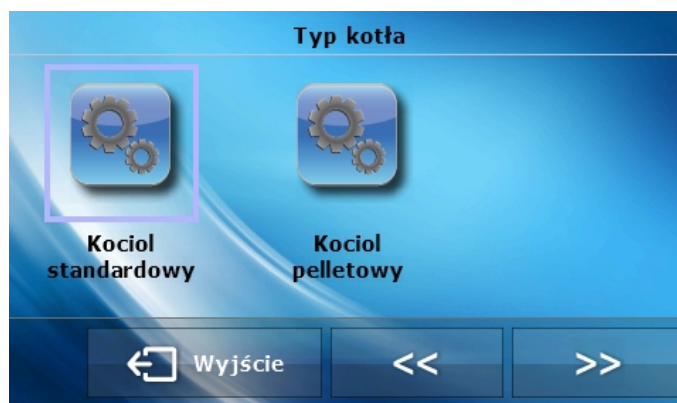 Typ kotła
Kociol
standardowy
Kociol
pelletowy
Wyjście
<<
>>